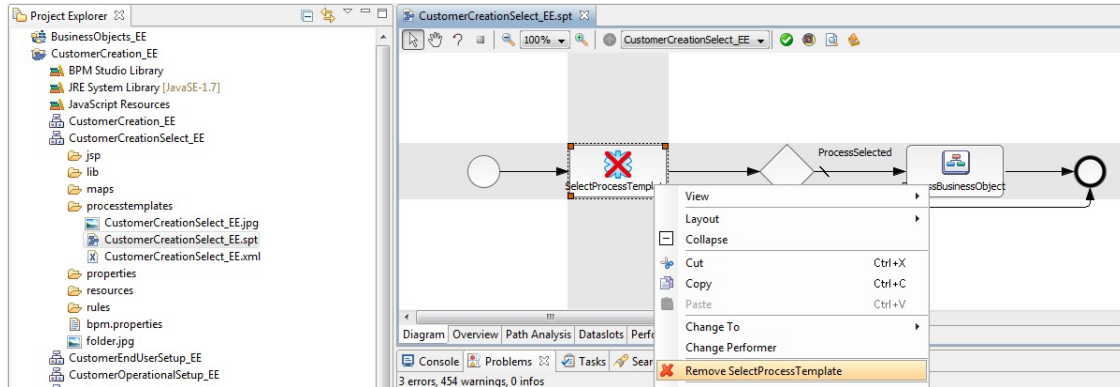 Project Explorer
BusinessObjects_EE
CustomerCreation_EE
BPM Studio Library
JRE System Library [JavaSE-1.7]
JavaScript Resources
CustomerCreation_EE
CustomerCreationSelect_EE
jsp
lib
maps
processtemplates
CustomerCreationSelect_EE.jpg
CustomerCreationSelect_EE.spt
CustomerCreationSelect_EE.xml
properties
resources
rules
bpm.properties
folder.jpg
CustomerEndUserSetup_EE
CustomerOperationalSetup_EE
CustomerCreationSelect_EE.spt
100% CustomerCreationSelect_EE
ProcessSelected
SelectProcessTempl
sBusinessObject
View
Layout
Collapse
Cut Ctrl+X
Copy Ctrl+C
Paste Ctrl+V
Change To
Change Performer
Remove SelectProcessTemplate
Diagram Overview Path Analysis Dataslots Perfo
Console Problems Tasks Sear
3 errors, 454 warnings, 0 infos